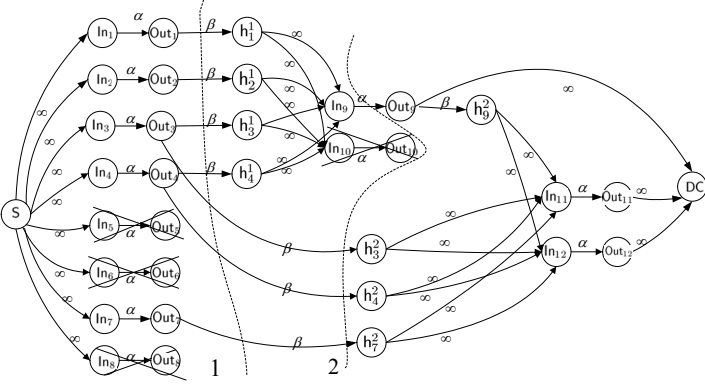 S
In₁ α Out₁ β h₁¹ ∞
In₂ α Out₂ β h₂¹ ∞
In₃ α Out₃ β h₃¹ ∞
In₄ α Out₄ β h₄¹ ∞ ∞
In₅ α Out₅
In₆ α Out₆
In₇ α Out₇
In₈ α Out₈
∞
∞
∞
∞
∞
∞
∞
∞
In₉ α Out₉ β h₉² ∞
In₁₀ α Out₁₀
∞ ∞
β h₃² ∞ ∞
β h₄² ∞ ∞
β h₇² ∞ ∞
In₁₁ α Out₁₁ ∞
In₁₂ α Out₁₂ ∞
DC
1
2